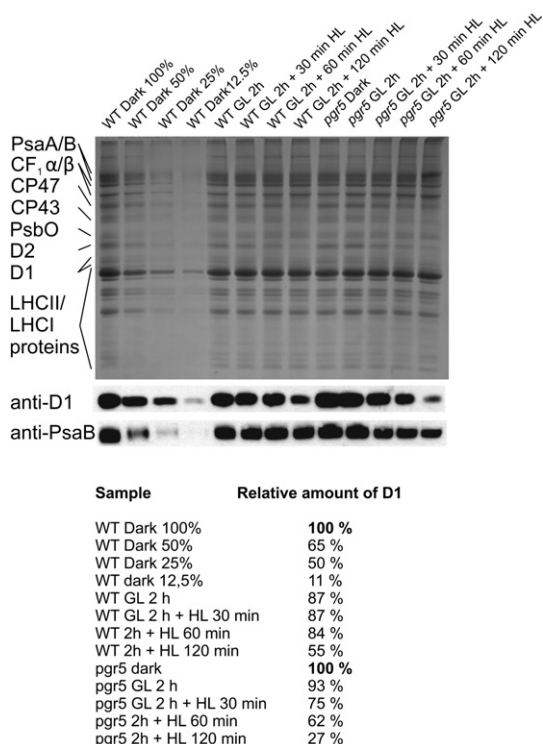 WT Dark 100%
WT Dark 50%
WT Dark 25%
WT Dark12.5%
WT GL 2h
WT GL 2h + 30 min HL
WT GL 2h + 60 min HL
WT GL 2h + 120 min HL
pgr5 Dark
pgr5 GL 2h
pgr5 GL 2h + 30 min HL
pgr5 GL 2h + 60 min HL
pgr5 GL 2h + 120 min HL
PsaA/B
CF₁ α/β
CP47
CP43
PsbO
D2
D1
LHCII/
LHCI
proteins
anti-D1
anti-PsaB
Sample Relative amount of D1
WT Dark 100% 100 %
WT Dark 50% 65 %
WT Dark 25% 50 %
WT dark 12,5% 11 %
WT GL 2 h 87 %
WT GL 2 h + HL 30 min 87 %
WT 2h + HL 60 min 84 %
WT 2h + HL 120 min 55 %
pgr5 dark 100 %
pgr5 GL 2 h 93 %
pgr5 GL 2 h + HL 30 min 75 %
pgr5 2h + HL 60 min 62 %
pgr5 2h + HL 120 min 27 %